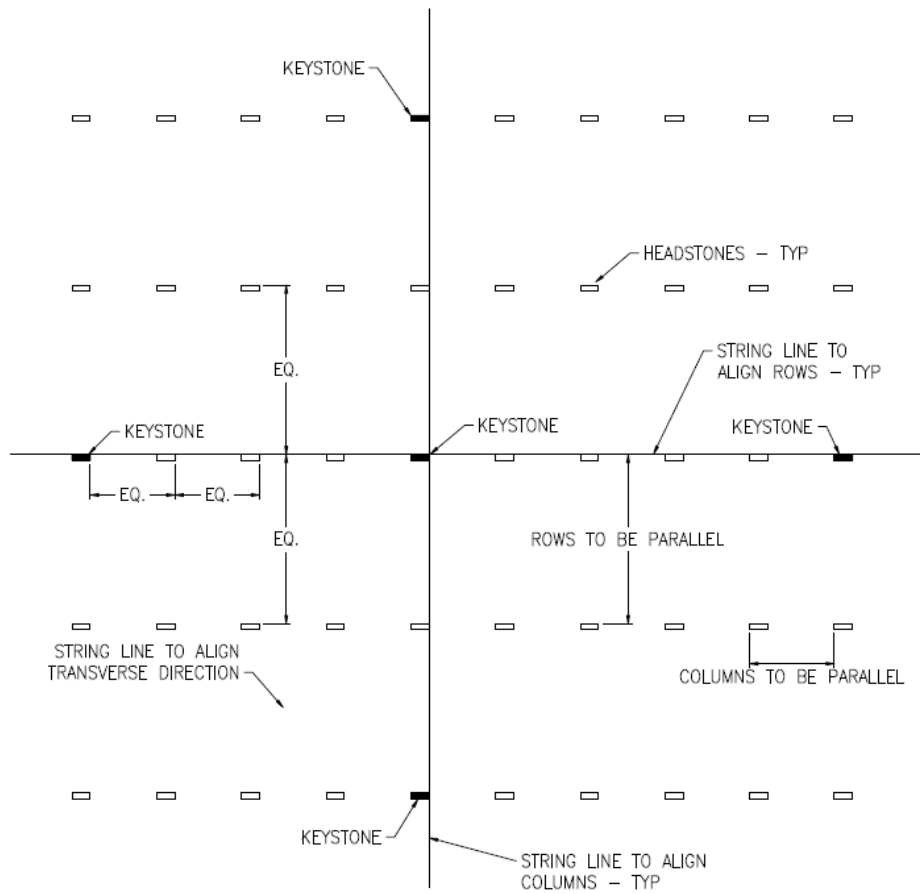 KEYSTONE
HEADSTONES – TYP
EQ.
STRING LINE TO
ALIGN ROWS – TYP
KEYSTONE
KEYSTONE
KEYSTONE
EQ.
EQ.
EQ.
ROWS TO BE PARALLEL
STRING LINE TO ALIGN
TRANSVERSE DIRECTION
COLUMNS TO BE PARALLEL
KEYSTONE
STRING LINE TO ALIGN
COLUMNS – TYP